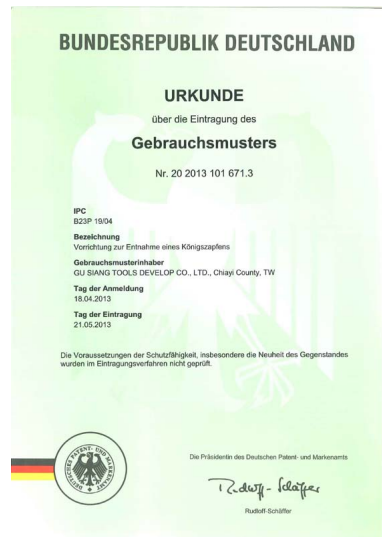 BUNDESREPUBLIK DEUTSCHLAND
URKUNDE
über die Eintragung des
Gebrauchsmusters
Nr. 20 2013 101 671.3
IPC
B23P 19/04
Bezeichnung
Vorrichtung zur Entnahme eines Königszapfens
Gebrauchsmusterinhaber
GU SIANG TOOLS DEVELOP CO., LTD., Chiayi County, TW
Tag der Anmeldung
18.04.2013
Tag der Eintragung
21.05.2013
Die Voraussetzungen der Schutzfähigkeit, insbesondere die Neuheit des Gegenstandes
wurden im Eintragungsverfahren nicht geprüft.
DEUTSCHES PATENT- UND MARKENAMT
Die Präsidentin des Deutschen Patent- und Markenamts
Rudloff-Schäffer
Rudloff-Schäffer